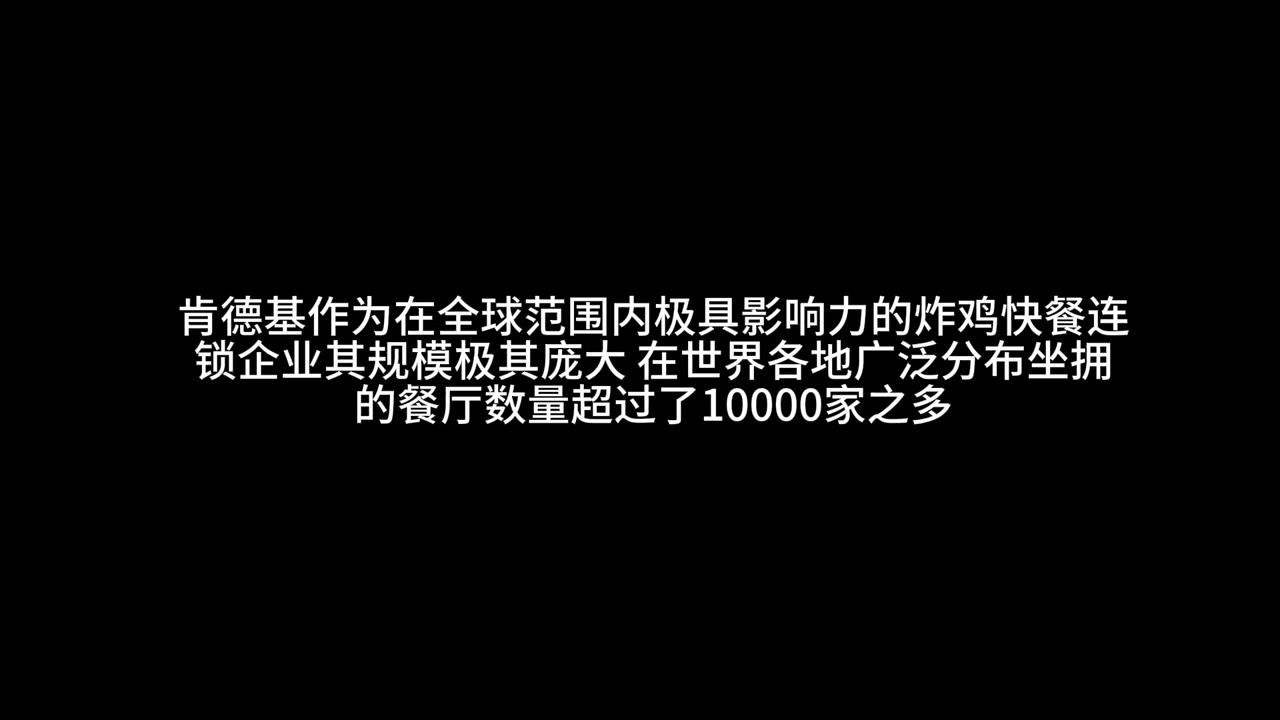 肯德基作为在全球范围内极具影响力的炸鸡快餐连
锁企业其规模极其庞大 在世界各地广泛分布坐拥
的餐厅数量超过了10000家之多